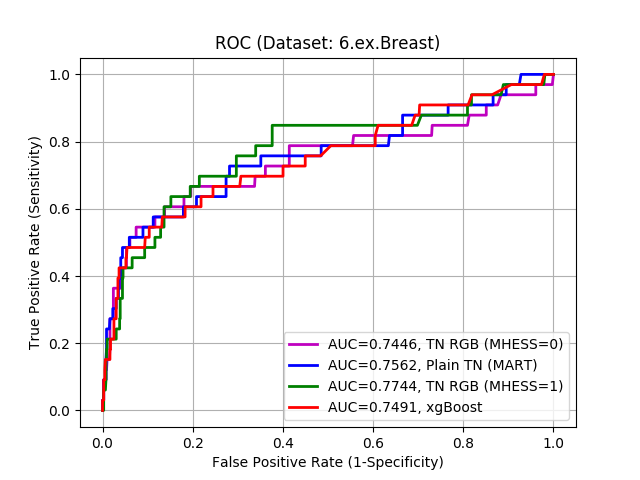 ROC (Dataset: 6.ex.Breast)
True Positive Rate (Sensitivity)
1.0
0.8
0.6
0.4
0.2
0.0
AUC=0.7446, TN RGB (MHESS=0)
AUC=0.7562, Plain TN (MART)
AUC=0.7744, TN RGB (MHESS=1)
AUC=0.7491, xgBoost
0.0 0.2 0.4 0.6 0.8 1.0
False Positive Rate (1-Specificity)